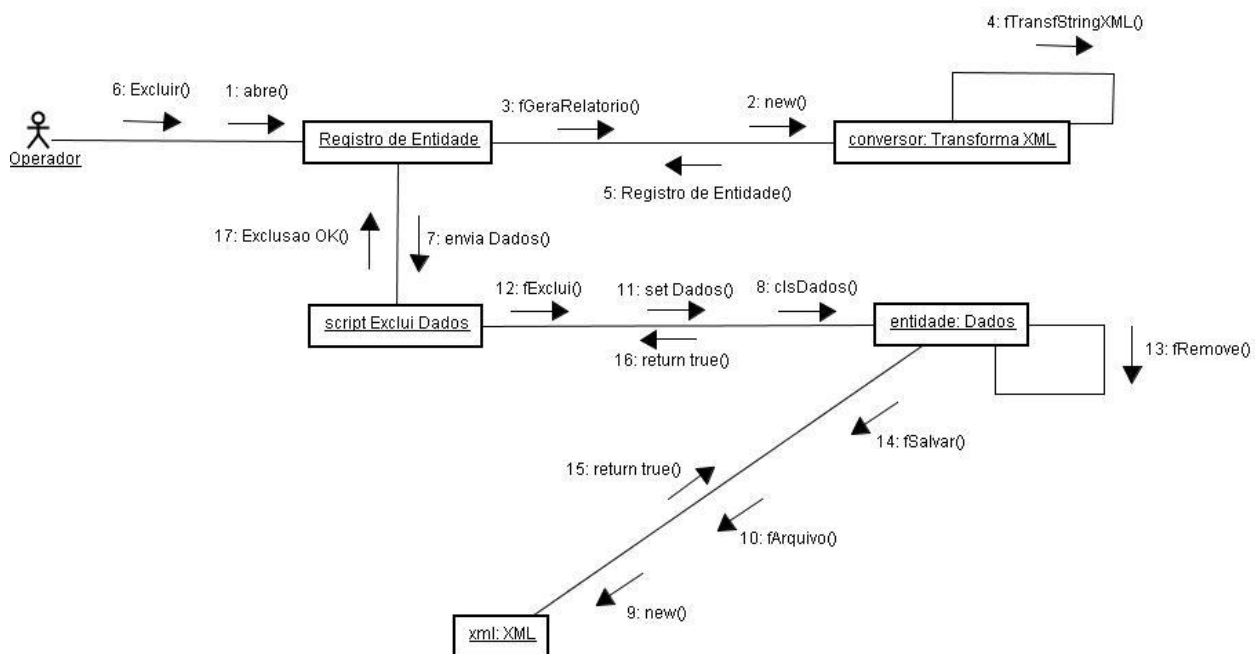 4: fTransfStringXML()
6: Excluir()
1: abre()
3: fGeraRelatorio()
2: new()
Operador
Registro de Entidade
conversor: Transforma XML
5: Registro de Entidade()
17: Exclusao OK()
7: envia Dados()
12: fExclui()
11: set Dados()
8: clsDados()
script Exclui Dados
entidade: Dados
16: return true()
13: fRemove()
14: fSalvar()
15: return true()
10: fArquivo()
9: new()
xml: XML